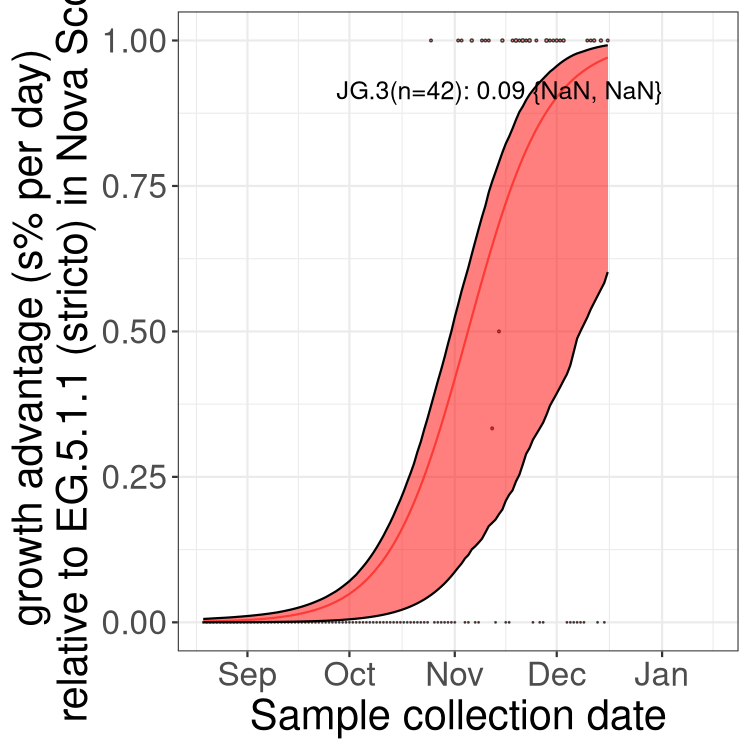 growth advantage (s% per day)
relative to EG.5.1.1 (stricto) in Nova
1.00
0.75
0.50
0.25
0.00
JG.3(n=42): 0.09 {NaN, NaN}
Sep Oct Nov Dec Jan
Sample collection date